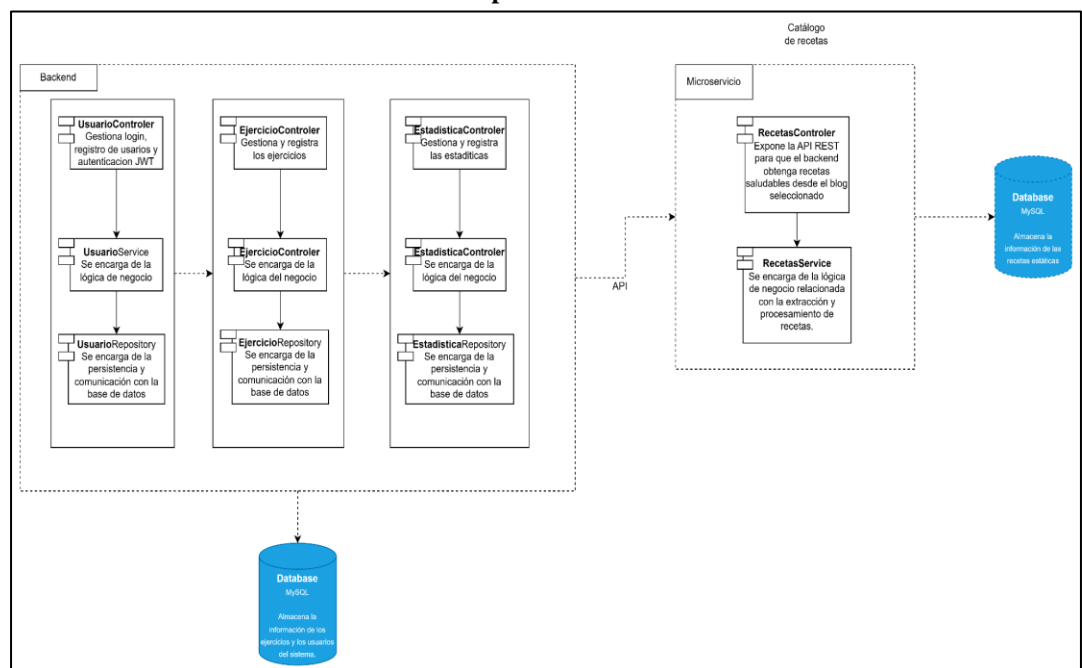 Catálogo
de recetas
Backend
UsuarioControler
Gestiona login,
registro de usarios y
autenticacion JWT
UsuarioService
Se encarga de la
lógica de negocio
UsuarioRepository
Se encarga de la
persistencia y
comunicación con la
base de datos
EjercicioControler
Gestiona y registra
los ejercicios
EjercicioControler
Se encarga de la
lógica del negocio
EjercicioRepository
Se encarga de la
persistencia y
comunicación con la
base de datos
EstadisticaControler
Gestiona y registra
las estaditicas
EstadisticaControler
Se encarga de la
lógica del negocio
EstadisticaRepository
Se encarga de la
persistencia y
comunicación con la
base de datos
API
Microservicio
RecetasControler
Expone la API REST
para que el backend
obtenga recetas
saludables desde el blog
seleccionado
RecetasService
Se encarga de la lógica
de negocio relacionada
con la extracción y
procesamiento de
recetas.
Database
MySQL
Almacena la
información de las
recetas estáticas
Database
MySQL
Almacena la
información de los
ejercicios y los usuarios
del sistema.